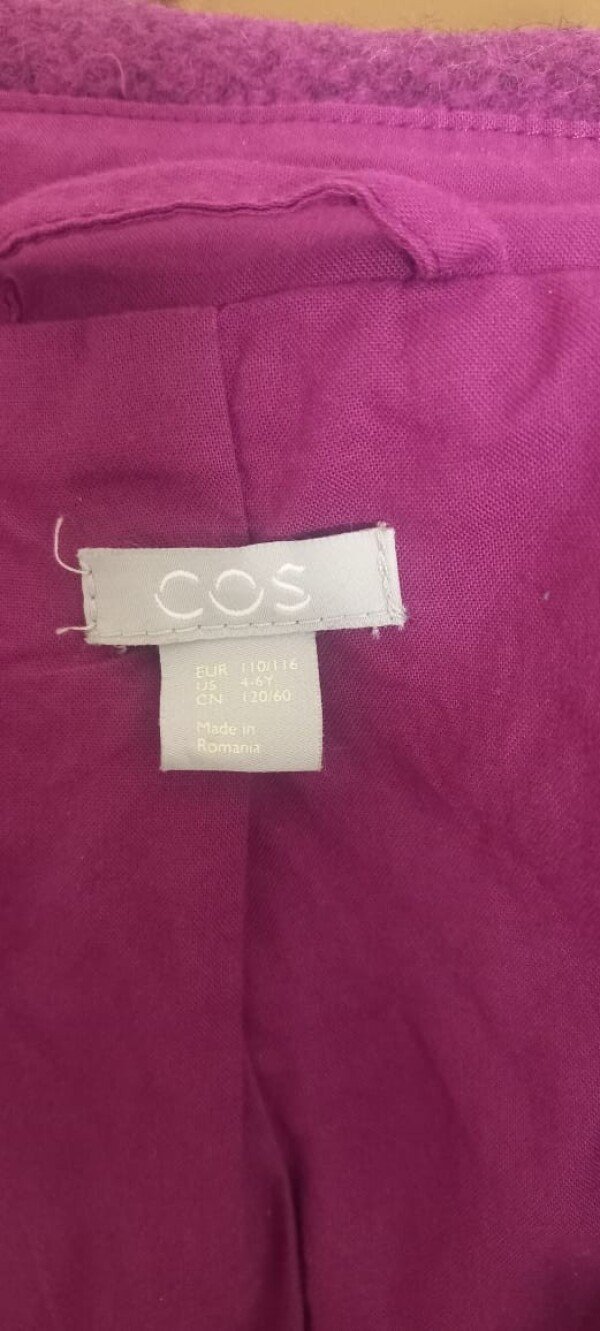 COS
EUR 110/116
US 4-6Y
CN 120/60
Made in
Romania